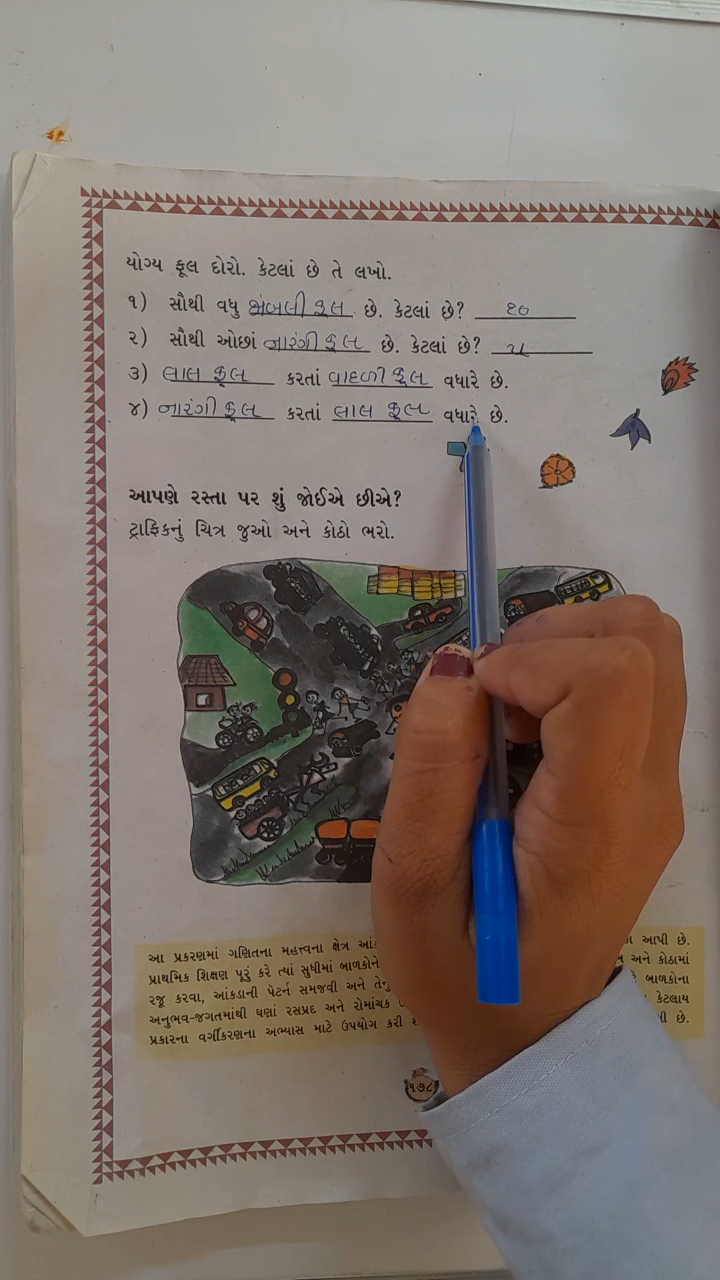 યોગ્ય ફૂલ દોરો. કેટલાં છે તે લખો.
૧) સૌથી વધુ જાંબલી ફૂલ છે. કેટલાં છે? ૧૦
૨) સૌથી ઓછાં નારંગી ફૂલ છે. કેટલાં છે? ૫
૩) લાલ ફૂલ કરતાં વાદળી ફૂલ વધારે છે.
૪) નારંગી ફૂલ કરતાં લાલ ફૂલ વધારે છે.
આપણે રસ્તા પર શું જોઈએ છીએ?
ટ્રાફિકનું ચિત્ર જુઓ અને કોઠો ભરો.
આ પ્રકરણમાં ગણિતના મહત્ત્વના ક્ષેત્ર આપી છે.
પ્રાથમિક શિક્ષણ પૂરું કરે ત્યાં સુધીમાં બાળકોને અને કોઠામાં
રજૂ કરવા, આંકડાની પેટર્ન સમજવી અને બાળકોના
અનુભવ-જગતમાંથી ઘણાં રસપ્રદ અને રોમાંચક કેટલાય
પ્રકારના વર્ગીકરણના અભ્યાસ માટે ઉપયોગ કરી છે.
૧૭૮